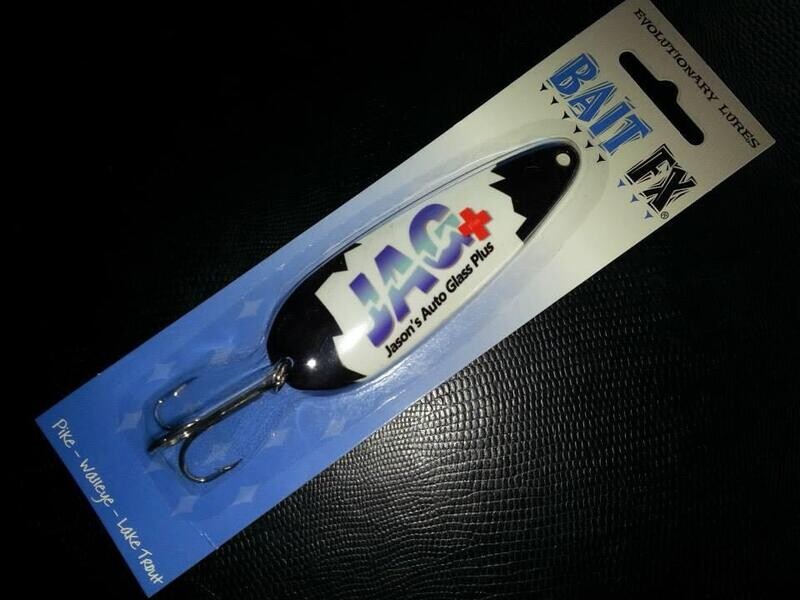 EVOLUTIONARY LURES
BAIT FX®
JAG+
Jason's Auto Glass Plus
Pike - Walleye - Lake Trout